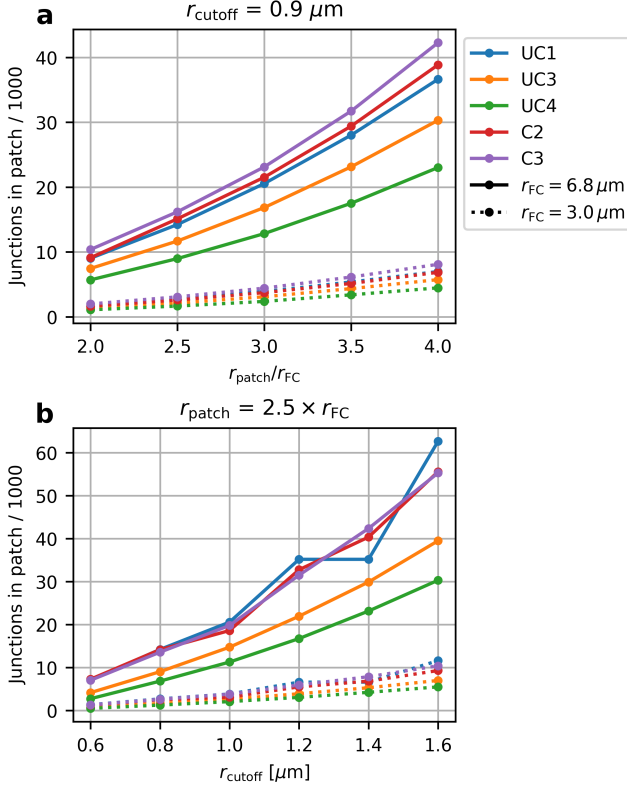 a
r_cutoff = 0.9 μm
Junctions in patch / 1000
40
30
20
10
0
2.0 2.5 3.0 3.5 4.0
r_patch/r_FC
UC1
UC3
UC4
C2
C3
r_FC = 6.8 μm
r_FC = 3.0 μm
b
r_patch = 2.5 × r_FC
Junctions in patch / 1000
60
50
40
30
20
10
0
0.6 0.8 1.0 1.2 1.4 1.6
r_cutoff [μm]